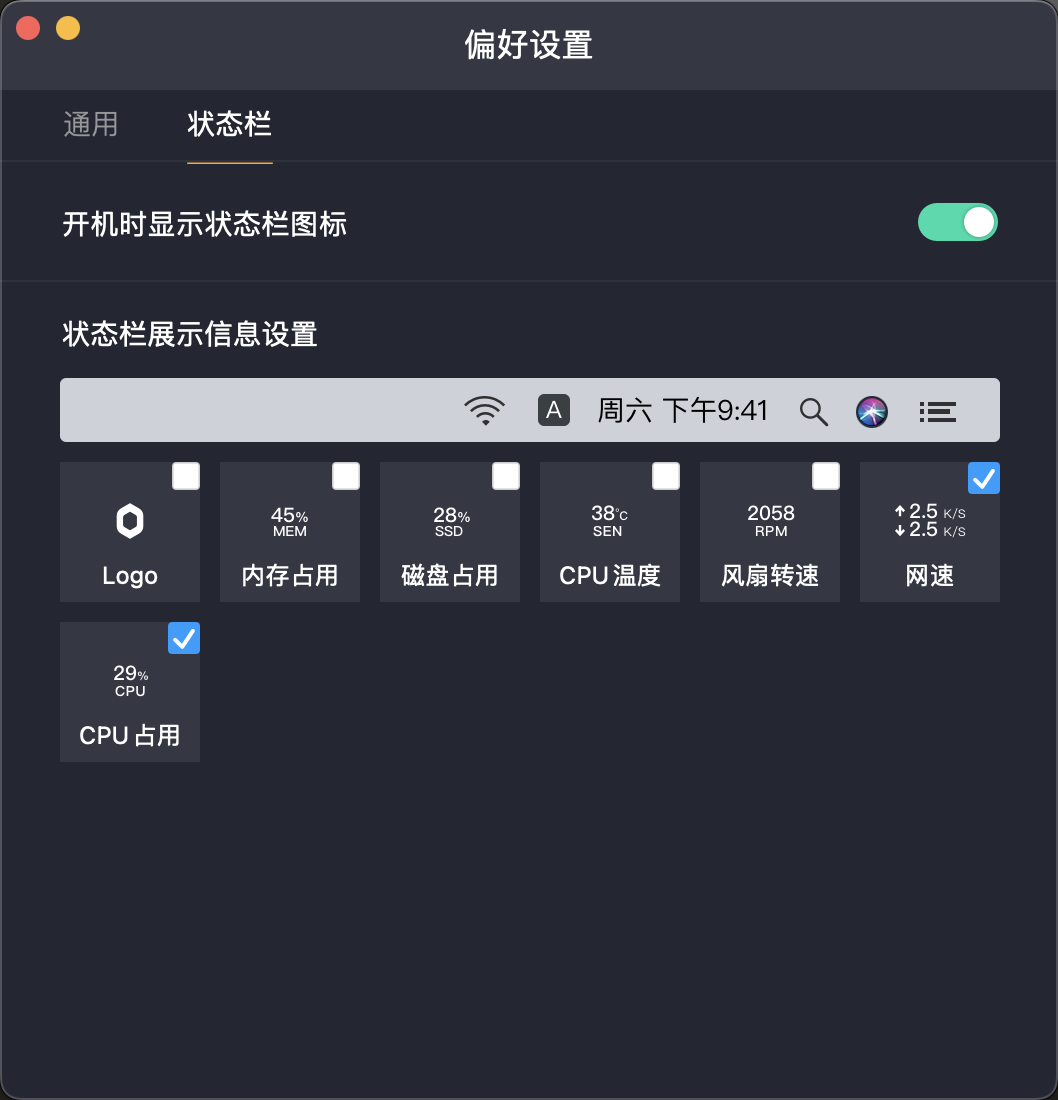 偏好设置
通用 状态栏
开机时显示状态栏图标
状态栏展示信息设置
A 周六 下午9:41
Logo
45%
MEM
内存占用
28%
SSD
磁盘占用
38°C
SEN
CPU 温度
2058
RPM
风扇转速
↑ 2.5 K/S
↓ 2.5 K/S
网速
29%
CPU
CPU 占用